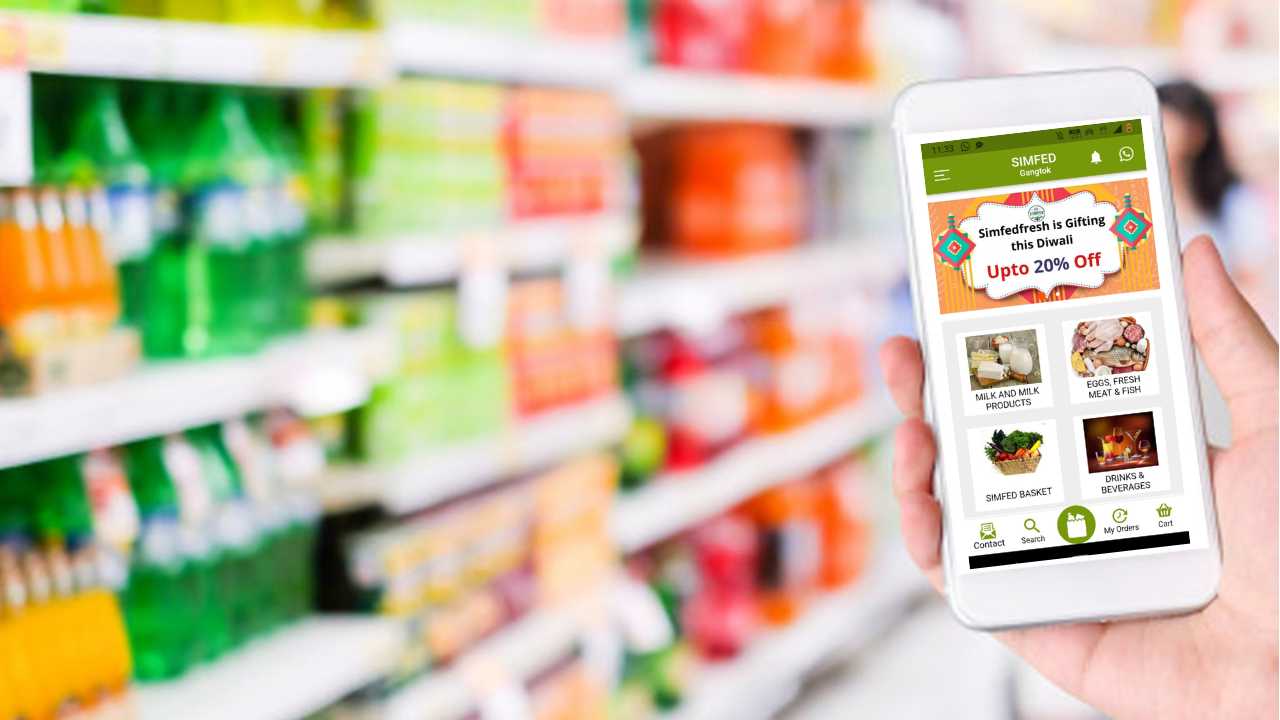 11:33
SIMFED
Gangtok
Simfedfresh is Gifting
this Diwali
Upto 20% Off
MILK AND MILK
PRODUCTS
EGGS, FRESH
MEAT & FISH
SIMFED BASKET
DRINKS &
BEVERAGES
Contact
Search
My Orders
Cart